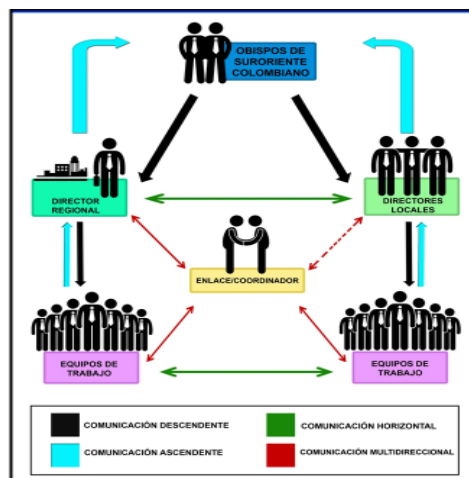 OBISPOS DE
SURORIENTE
COLOMBIANO
DIRECTOR
REGIONAL
DIRECTORES
LOCALES
ENLACE/COORDINADOR
EQUIPOS DE
TRABAJO
EQUIPOS DE
TRABAJO
COMUNICACIÓN DESCENDENTE
COMUNICACIÓN HORIZONTAL
COMUNICACIÓN ASCENDENTE
COMUNICACIÓN MULTIDIRECCIONAL